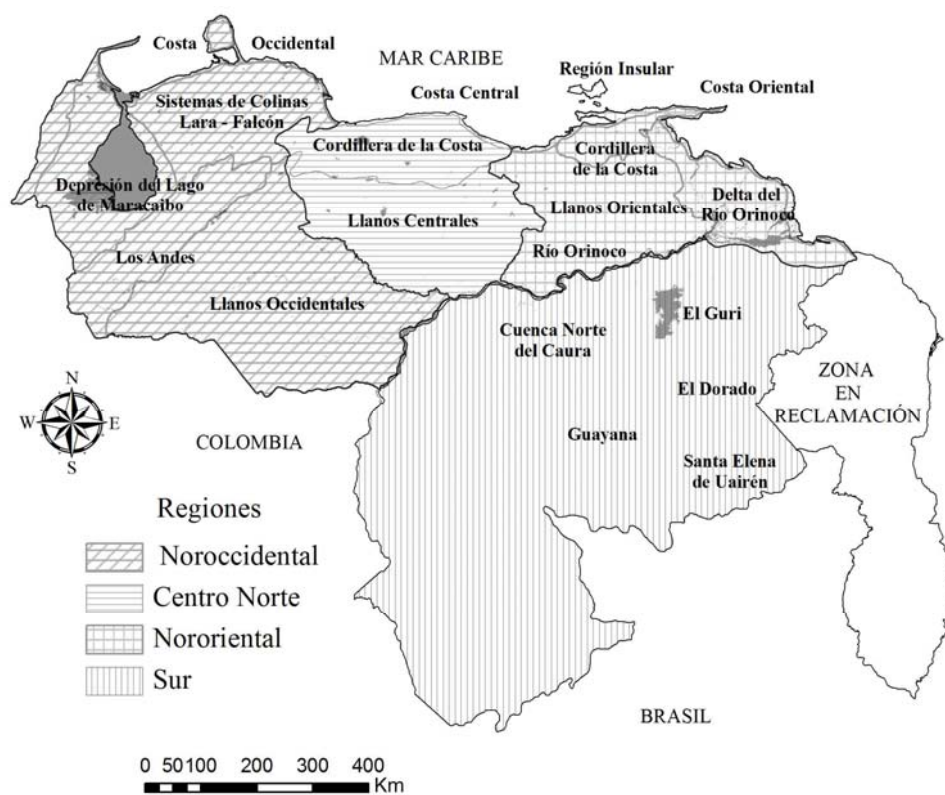 Costa Occidental
MAR CARIBE
Región Insular
Costa Oriental
Costa Central
Sistemas de Colinas
Lara - Falcón
Cordillera de la Costa
Cordillera
de la Costa
Depresión del Lago
de Maracaibo
Llanos Centrales
Llanos Orientales
Delta del
Río Orinoco
Los Andes
Río Orinoco
Llanos Occidentales
El Guri
Cuenca Norte
del Caura
ZONA
EN
RECLAMACIÓN
El Dorado
N
W E
S
COLOMBIA
Guayana
Santa Elena
de Uairén
Regiones
Noroccidental
Centro Norte
Nororiental
Sur
BRASIL
0 50 100 200 300 400
Km